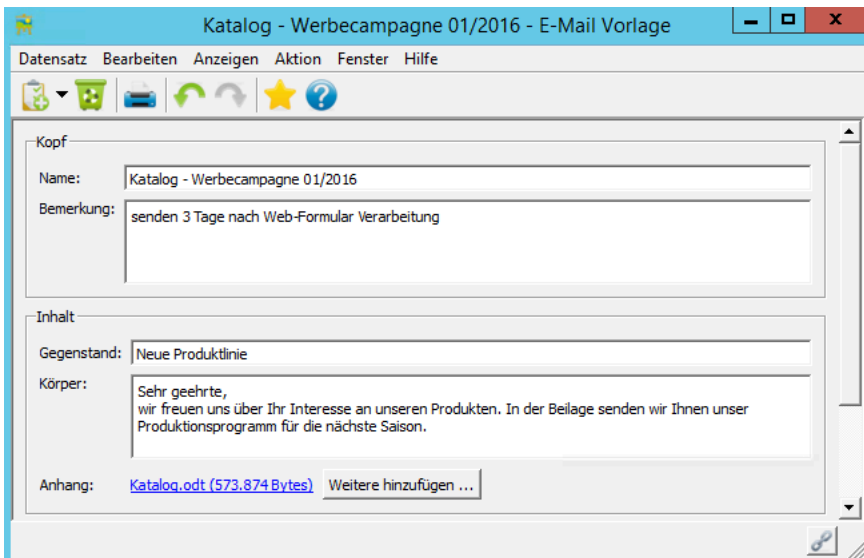 Katalog - Werbecampagne 01/2016 - E-Mail Vorlage
Datensatz Bearbeiten Anzeigen Aktion Fenster Hilfe
Kopf
Name: Katalog - Werbecampagne 01/2016
Bemerkung: senden 3 Tage nach Web-Formular Verarbeitung
Inhalt
Gegenstand: Neue Produktlinie
Körper: Sehr geehrte,
wir freuen uns über Ihr Interesse an unseren Produkten. In der Beilage senden wir Ihnen unser
Produktionsprogramm für die nächste Saison.
Anhang: Katalog.odt (573.874 Bytes) Weitere hinzufügen ...